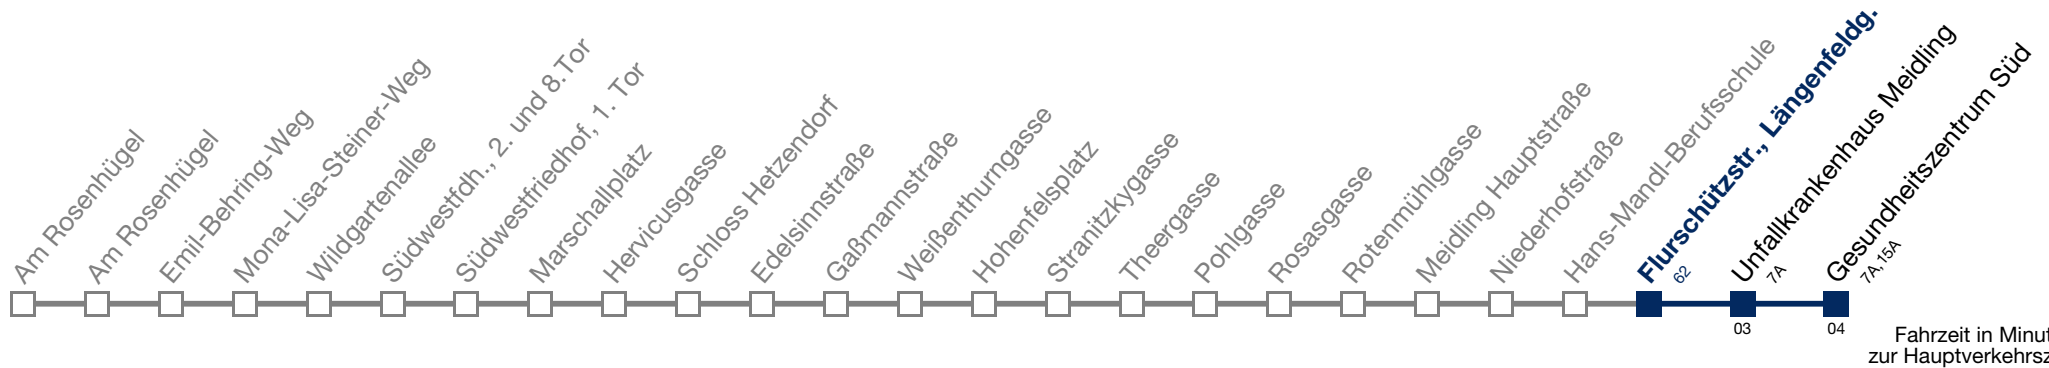 Am Rosenhügel
Am Rosenhügel
Emil-Behring-Weg
Mona-Lisa-Steiner-Weg
Wildgartenallee
Südwestfdh., 2. und 8.Tor
Südwestfriedhof, 1. Tor
Marschallplatz
Hervicusgasse
Schloss Hetzendorf
Edelsinnstraße
Gaßmannstraße
Weißenthurngasse
Hohenfelsplatz
Stranitzkygasse
Theergasse
Pohlgasse
Rosasgasse
Rotenmühlgasse
Meidling Hauptstraße
Niederhofstraße
Hans-Mandl-Berufsschule
Flurschützstr., Längenfeldg.
62
Unfallkrankenhaus Meidling
7A
Gesundheitszentrum Süd
7A,15A
03
04
Fahrzeit in Minut
zur Hauptverkehrsz